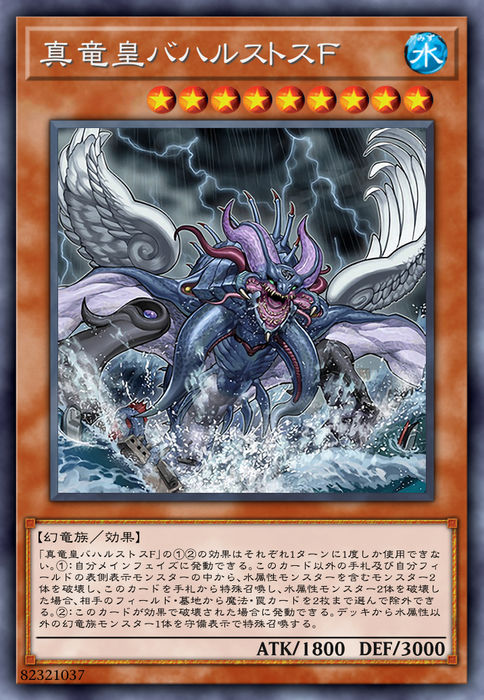 真竜皇バハルストスF
みず
水
【幻竜族/効果】
「真竜皇バハルストスF」の①②の効果はそれぞれ1ターンに1度しか使用できな
い。①:自分メインフェイズに発動できる。このカード以外の手札及び自分フィ
ールドの表側表示モンスターの中から、水属性モンスターを含むモンスター2
体を破壊し、このカードを手札から特殊召喚し、水属性モンスター2体を破壊し
た場合、相手のフィールド・墓地から魔法・罠カードを2枚まで選んで除外でき
る。②:このカードが効果で破壊された場合に発動できる。デッキから水属性以
外の幻竜族モンスター1体を守備表示で特殊召喚する。
ATK/1800 DEF/3000
82321037